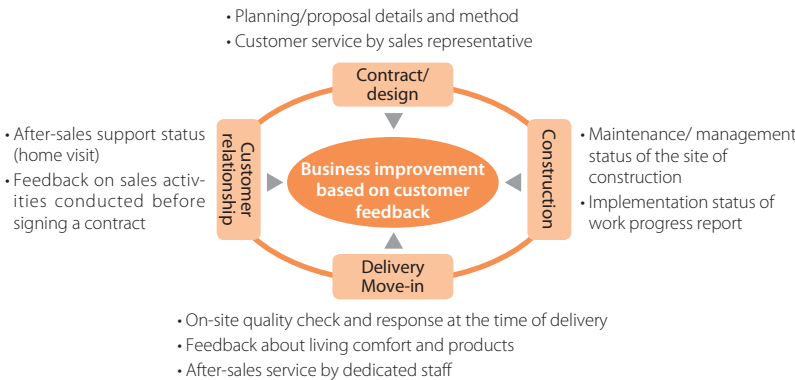 • Planning/proposal details and method
• Customer service by sales representative
Contract/
design
• After-sales support status
(home visit)
• Feedback on sales activ-
ities conducted before
signing a contract
Customer
relationship
Business improvement
based on customer
feedback
Construction
• Maintenance/ management
status of the site of
construction
• Implementation status of
work progress report
Delivery
Move-in
• On-site quality check and response at the time of delivery
• Feedback about living comfort and products
• After-sales service by dedicated staff